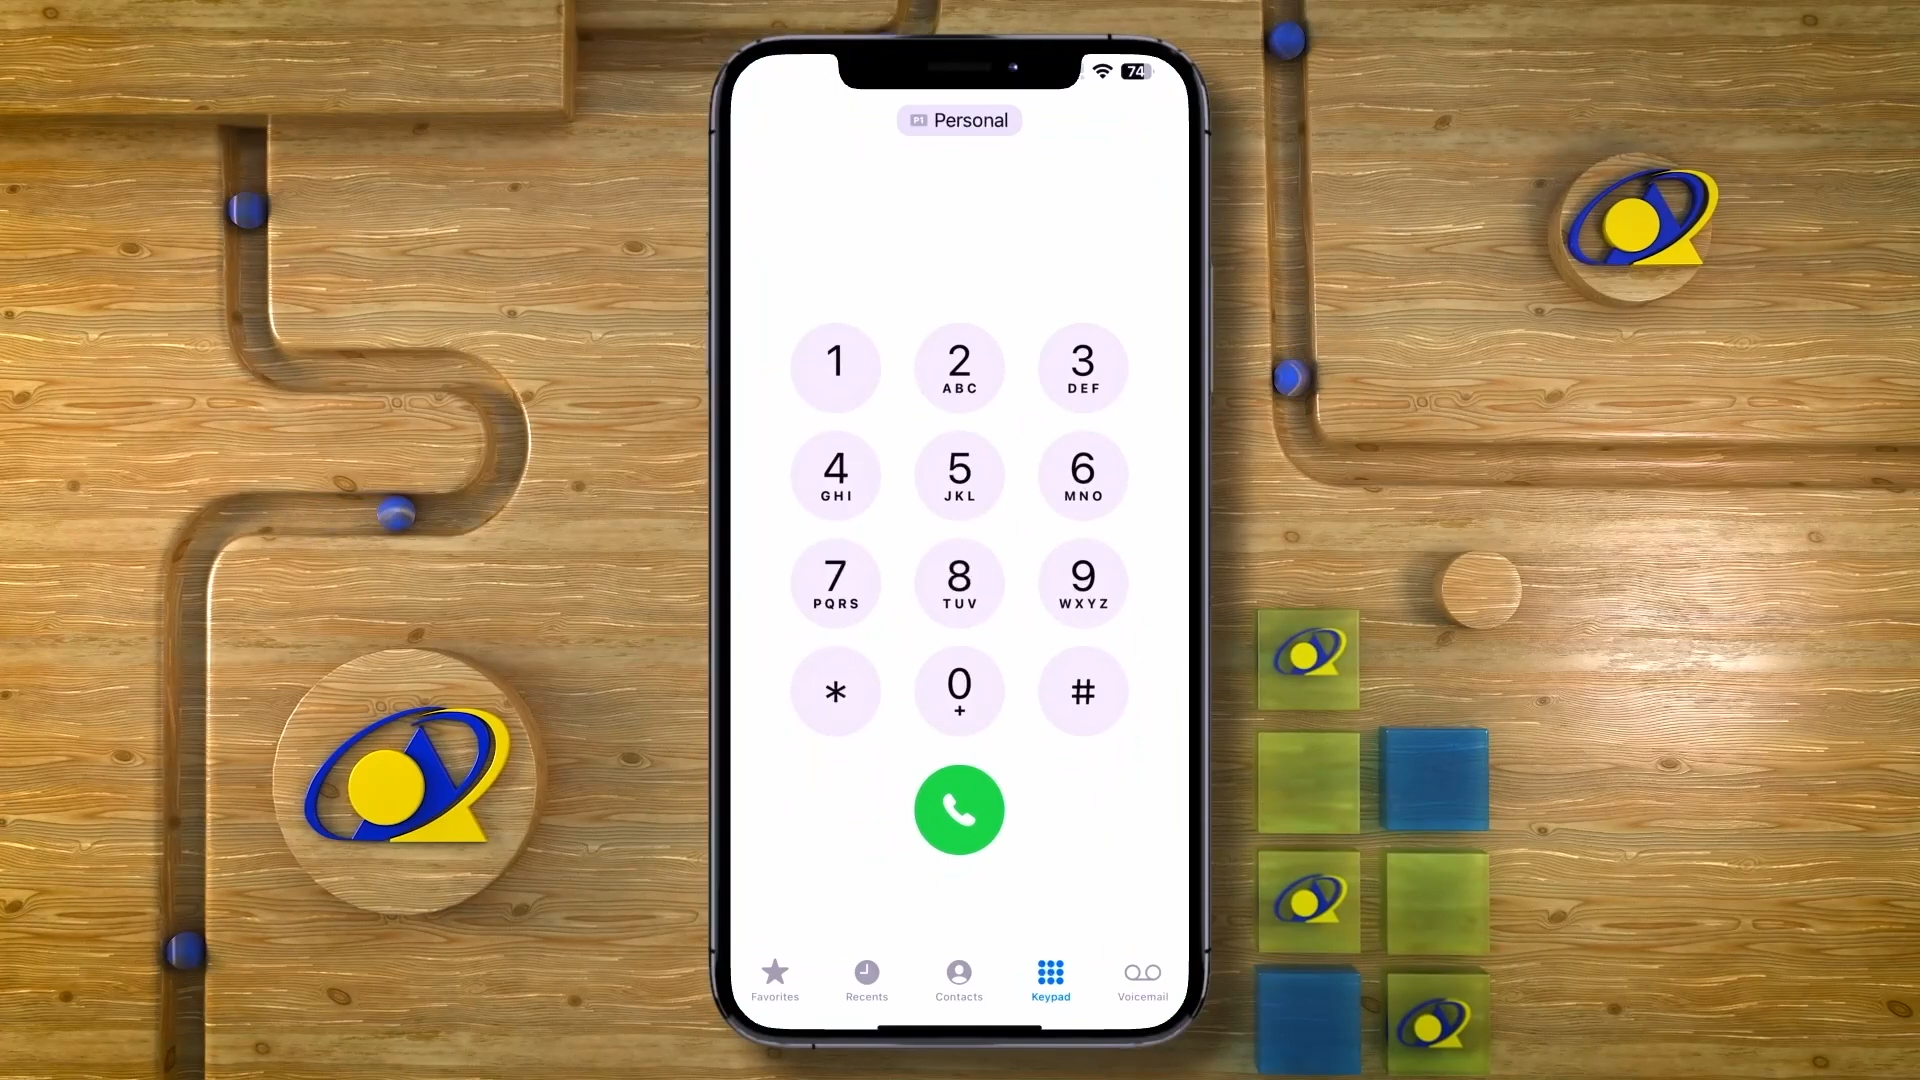 74
P1 Personal
1
2
ABC
3
DEF
4
GHI
5
JKL
6
MNO
7
PQRS
8
TUV
9
WXYZ
*
0
+
#
Favorites
Recents
Contacts
Keypad
Voicemail